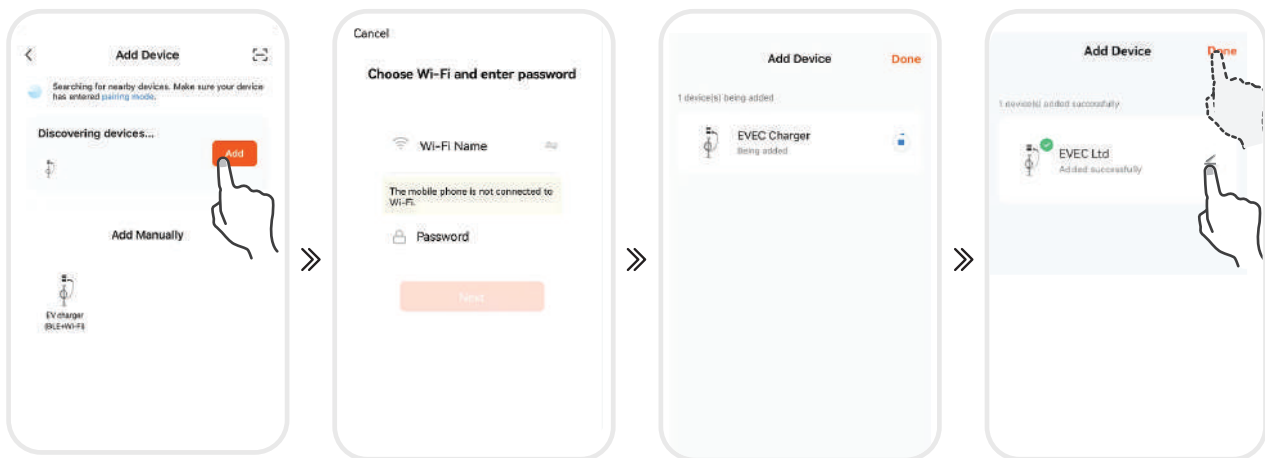 Add Device
Searching for nearby devices. Make sure your device
has entered pairing mode.
Discovering devices...
Add
Add Manually
EV charger
(BLE+Wi-Fi)
Cancel
Choose Wi-Fi and enter password
Wi-Fi Name
The mobile phone is not connected to
Wi-Fi.
Password
Next
Add Device
Done
1 device(s) being added
EVEC Charger
Being added
Add Device
Done
1 device(s) added successfully
EVEC Ltd
Added successfully